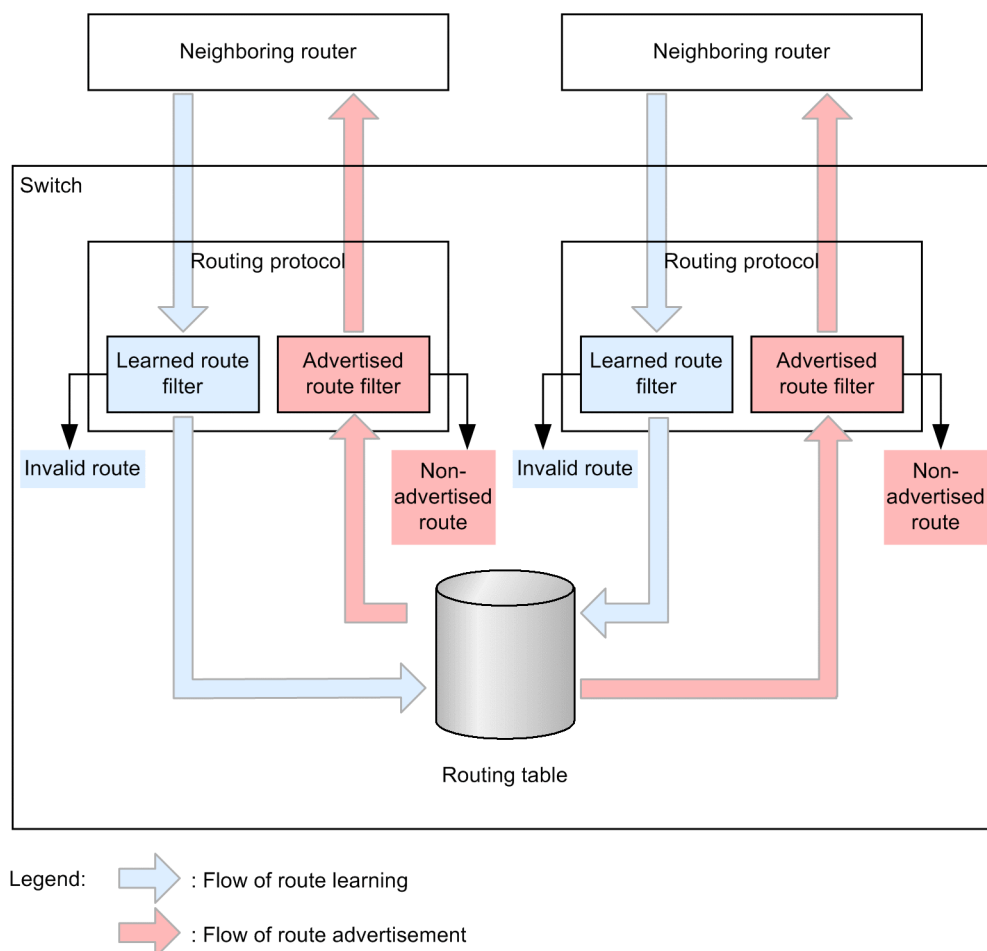 Neighboring router
Neighboring router
Switch
Routing protocol
Routing protocol
Learned route
filter
Advertised
route filter
Learned route
filter
Advertised
route filter
Invalid route
Non-
advertised
route
Invalid route
Non-
advertised
route
Routing table
Legend:
: Flow of route learning
: Flow of route advertisement